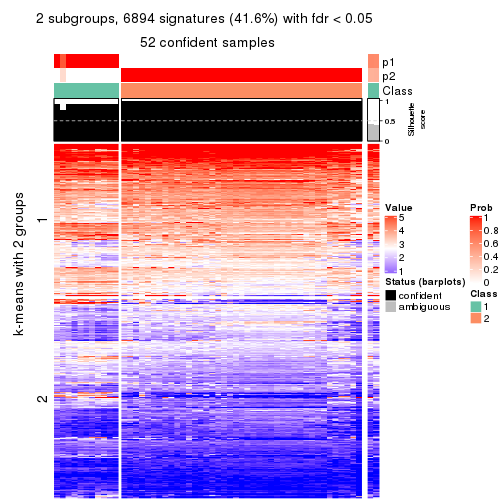 2 subgroups, 6894 signatures (41.6%) with fdr < 0.05
52 confident samples
p1
p2
Class
1
0.5
0
Silhouette
score
k-means with 2 groups
1
2
Value
5
4
3
2
1
Status (barplots)
confident
ambiguous
Prob
1
0.8
0.6
0.4
0.2
0
Class
1
2